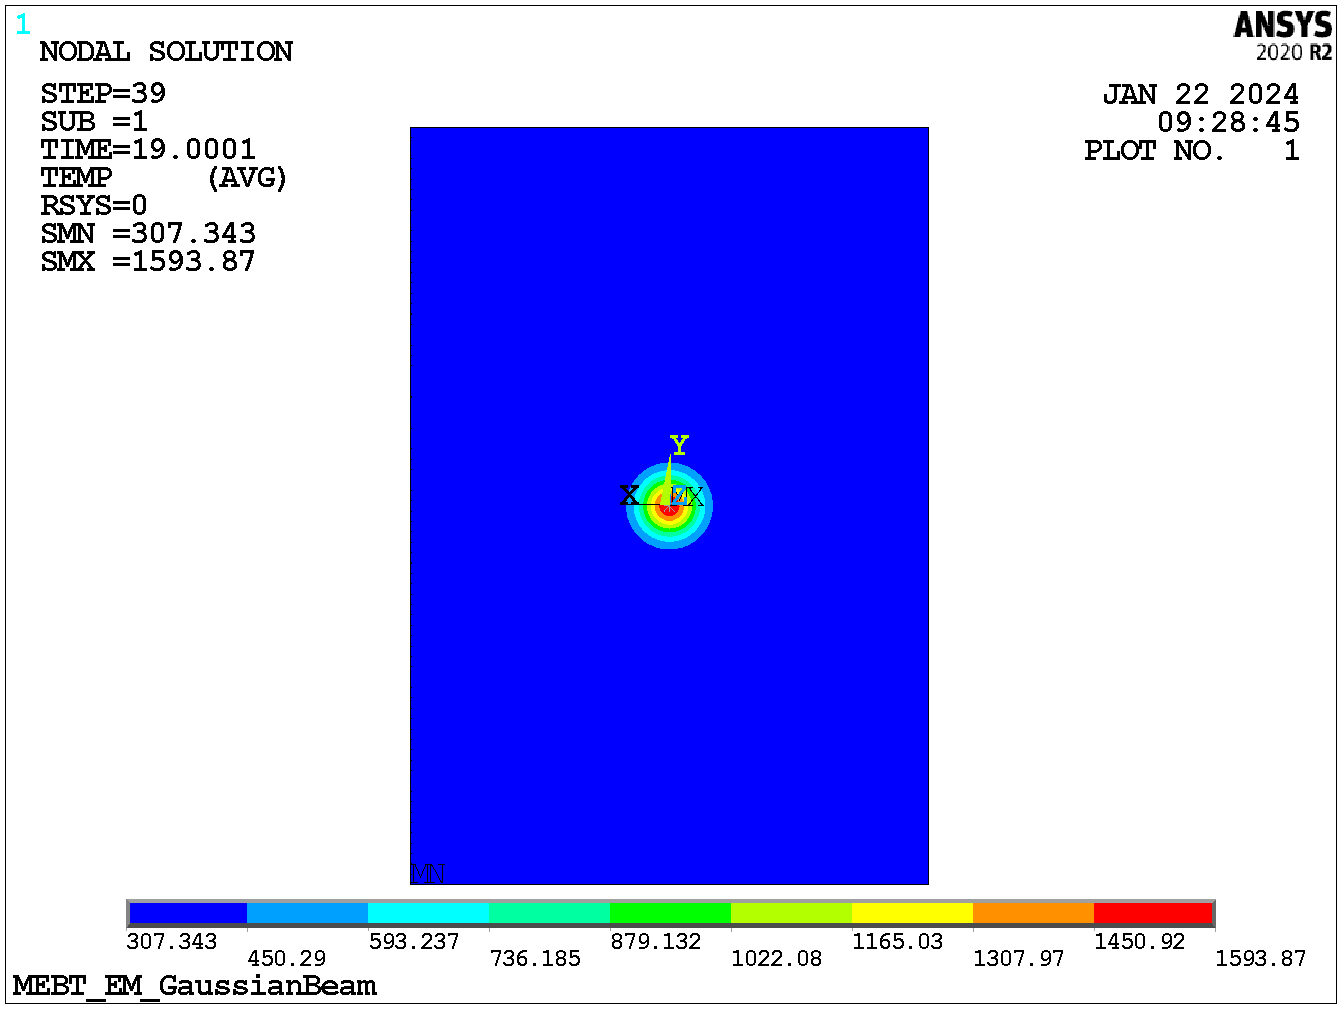 1
NODAL SOLUTION
STEP=39
SUB =1
TIME=19.0001
TEMP (AVG)
RSYS=0
SMN =307.343
SMX =1593.87
ANSYS
2020 R2
JAN 22 2024
09:28:45
PLOT NO. 1
Y
X
Z
MX
MN
307.343 593.237 879.132 1165.03 1450.92
450.29 736.185 1022.08 1307.97 1593.87
MEBT_EM_GaussianBeam